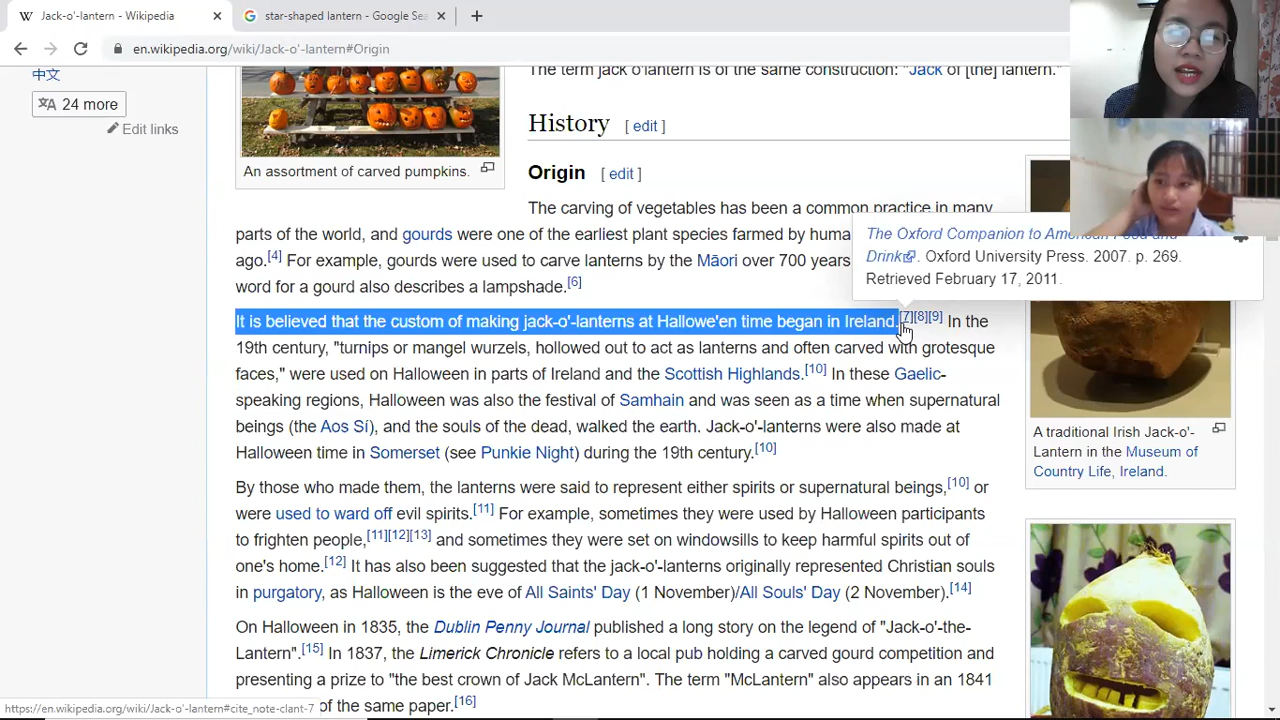 Jack-o'-lantern - Wikipedia
star-shaped lantern - Google Sea
en.wikipedia.org/wiki/Jack-o'-lantern#Origin
中文
24 more
Edit links
An assortment of carved pumpkins.
The term jack o'lantern is of the same construction: "Jack of [the] lantern."
History [ edit ]
Origin [ edit ]
The carving of vegetables has been a common practice in many
parts of the world, and gourds were one of the earliest plant species farmed by huma
ago.[4] For example, gourds were used to carve lanterns by the Māori over 700 years
word for a gourd also describes a lampshade.[6]
The Oxford Companion to American Food and
Drink. Oxford University Press. 2007. p. 269.
Retrieved February 17, 2011.
It is believed that the custom of making jack-o'-lanterns at Hallowe'en time began in Ireland.[7][8][9] In the
19th century, "turnips or mangel wurzels, hollowed out to act as lanterns and often carved with grotesque
faces," were used on Halloween in parts of Ireland and the Scottish Highlands.[10] In these Gaelic-
speaking regions, Halloween was also the festival of Samhain and was seen as a time when supernatural
beings (the Aos Sí), and the souls of the dead, walked the earth. Jack-o'-lanterns were also made at
Halloween time in Somerset (see Punkie Night) during the 19th century.[10]
By those who made them, the lanterns were said to represent either spirits or supernatural beings,[10] or
were used to ward off evil spirits.[11] For example, sometimes they were used by Halloween participants
to frighten people,[11][12][13] and sometimes they were set on windowsills to keep harmful spirits out of
one's home.[12] It has also been suggested that the jack-o'-lanterns originally represented Christian souls
in purgatory, as Halloween is the eve of All Saints' Day (1 November)/All Souls' Day (2 November).[14]
On Halloween in 1835, the Dublin Penny Journal published a long story on the legend of "Jack-o'-the-
Lantern".[15] In 1837, the Limerick Chronicle refers to a local pub holding a carved gourd competition and
presenting a prize to "the best crown of Jack McLantern". The term "McLantern" also appears in an 1841
of the same paper.[16]
A traditional Irish Jack-o'-
Lantern in the Museum of
Country Life, Ireland.
https://en.wikipedia.org/wiki/Jack-o'-lantern#cite_note-clant-7